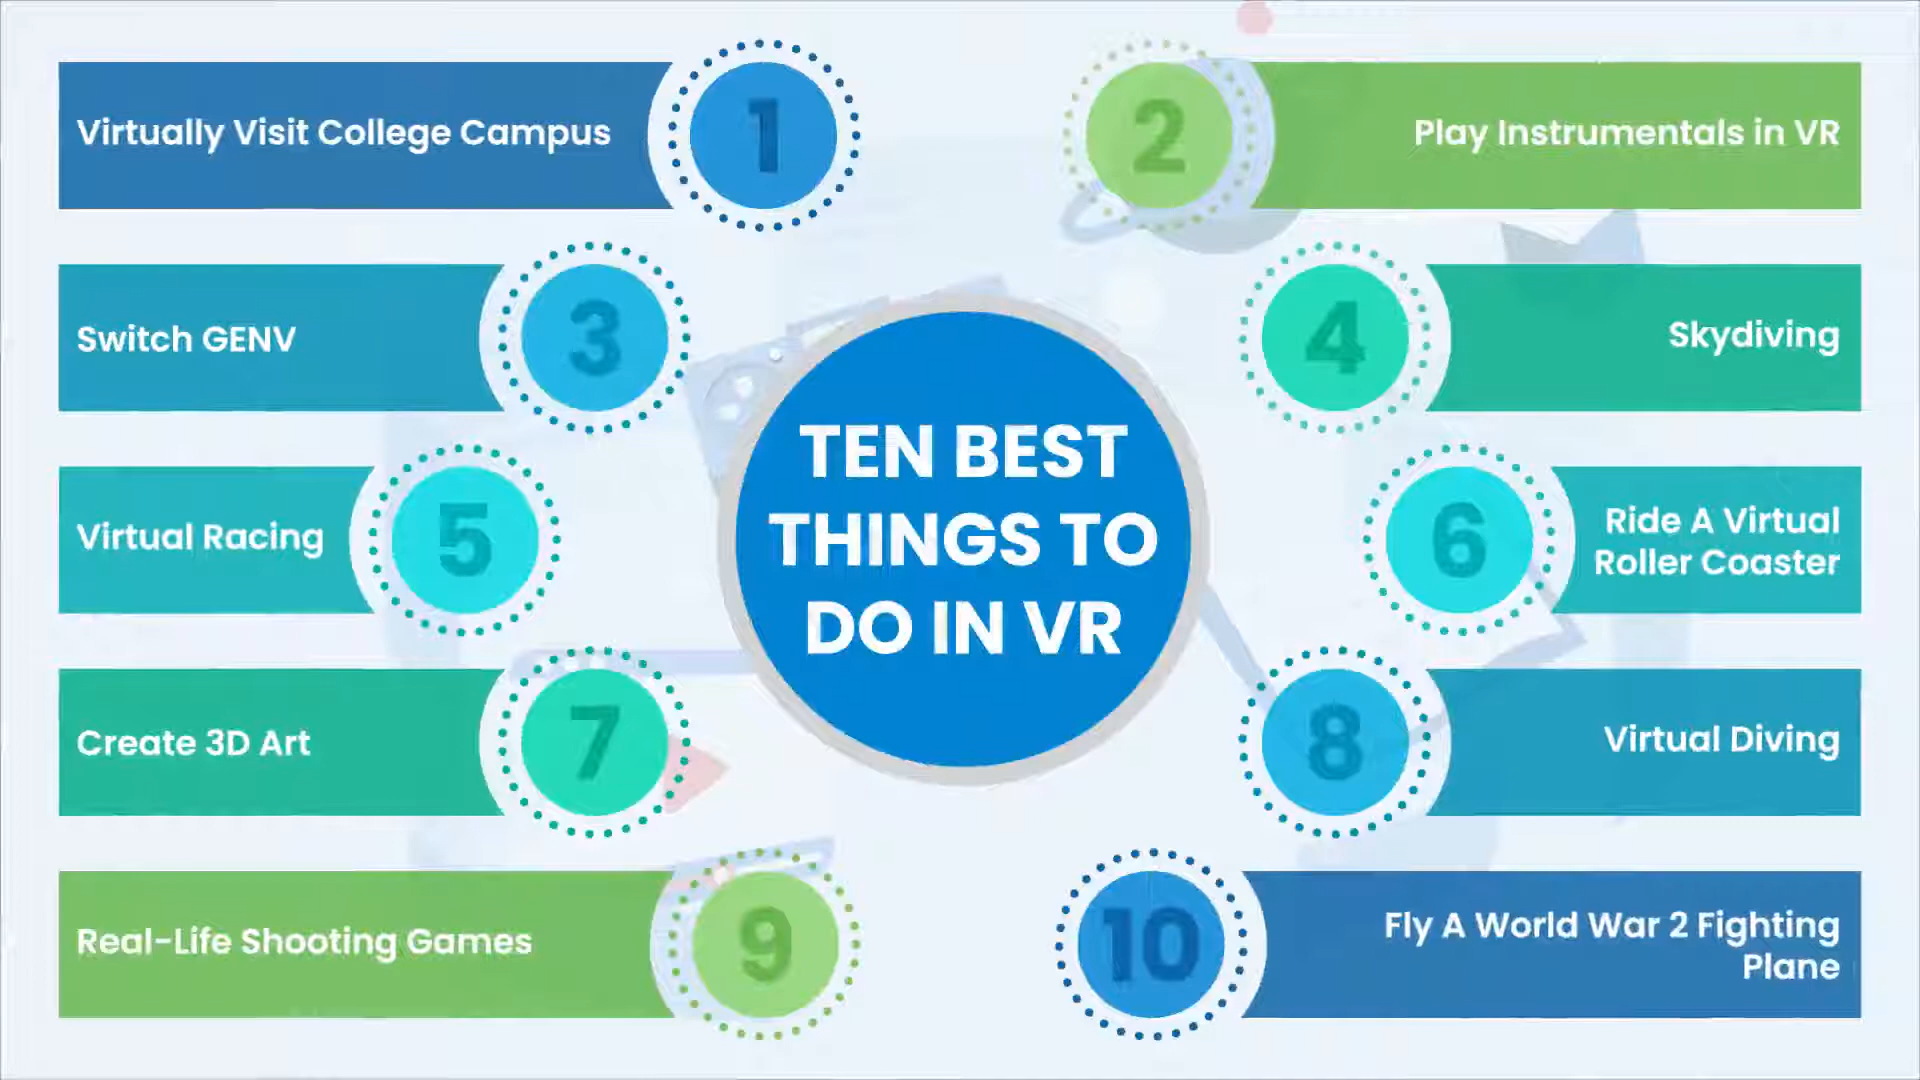 Virtually Visit College Campus
1
2
Play Instrumentals in VR
Switch GENV
3
4
Skydiving
TEN BEST
THINGS TO
DO IN VR
Virtual Racing
5
6
Ride A Virtual
Roller Coaster
Create 3D Art
7
8
Virtual Diving
Real-Life Shooting Games
9
10
Fly A World War 2 Fighting
Plane